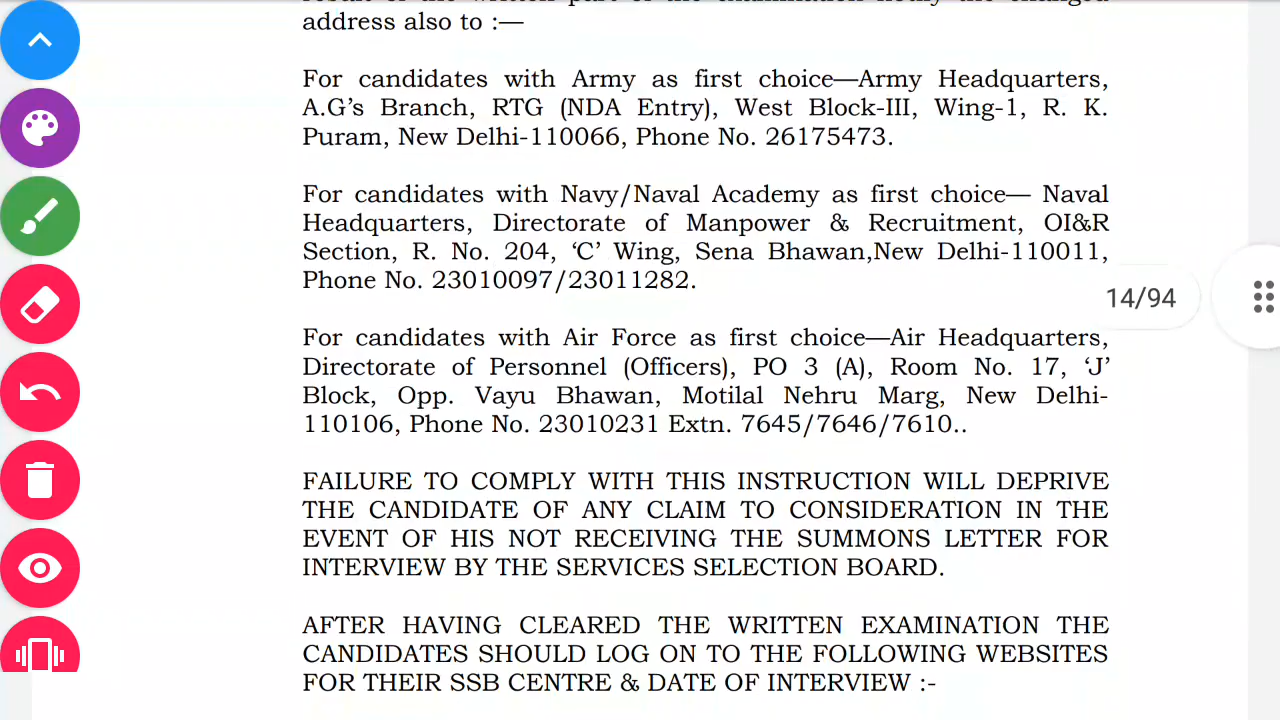 address also to :—
For candidates with Army as first choice—Army Headquarters,
A.G’s Branch, RTG (NDA Entry), West Block-III, Wing-1, R. K.
Puram, New Delhi-110066, Phone No. 26175473.
For candidates with Navy/Naval Academy as first choice— Naval
Headquarters, Directorate of Manpower & Recruitment, OI&R
Section, R. No. 204, ‘C’ Wing, Sena Bhawan,New Delhi-110011,
Phone No. 23010097/23011282.
14/94
For candidates with Air Force as first choice—Air Headquarters,
Directorate of Personnel (Officers), PO 3 (A), Room No. 17, ‘J’
Block, Opp. Vayu Bhawan, Motilal Nehru Marg, New Delhi-
110106, Phone No. 23010231 Extn. 7645/7646/7610..
FAILURE TO COMPLY WITH THIS INSTRUCTION WILL DEPRIVE
THE CANDIDATE OF ANY CLAIM TO CONSIDERATION IN THE
EVENT OF HIS NOT RECEIVING THE SUMMONS LETTER FOR
INTERVIEW BY THE SERVICES SELECTION BOARD.
AFTER HAVING CLEARED THE WRITTEN EXAMINATION THE
CANDIDATES SHOULD LOG ON TO THE FOLLOWING WEBSITES
FOR THEIR SSB CENTRE & DATE OF INTERVIEW :-